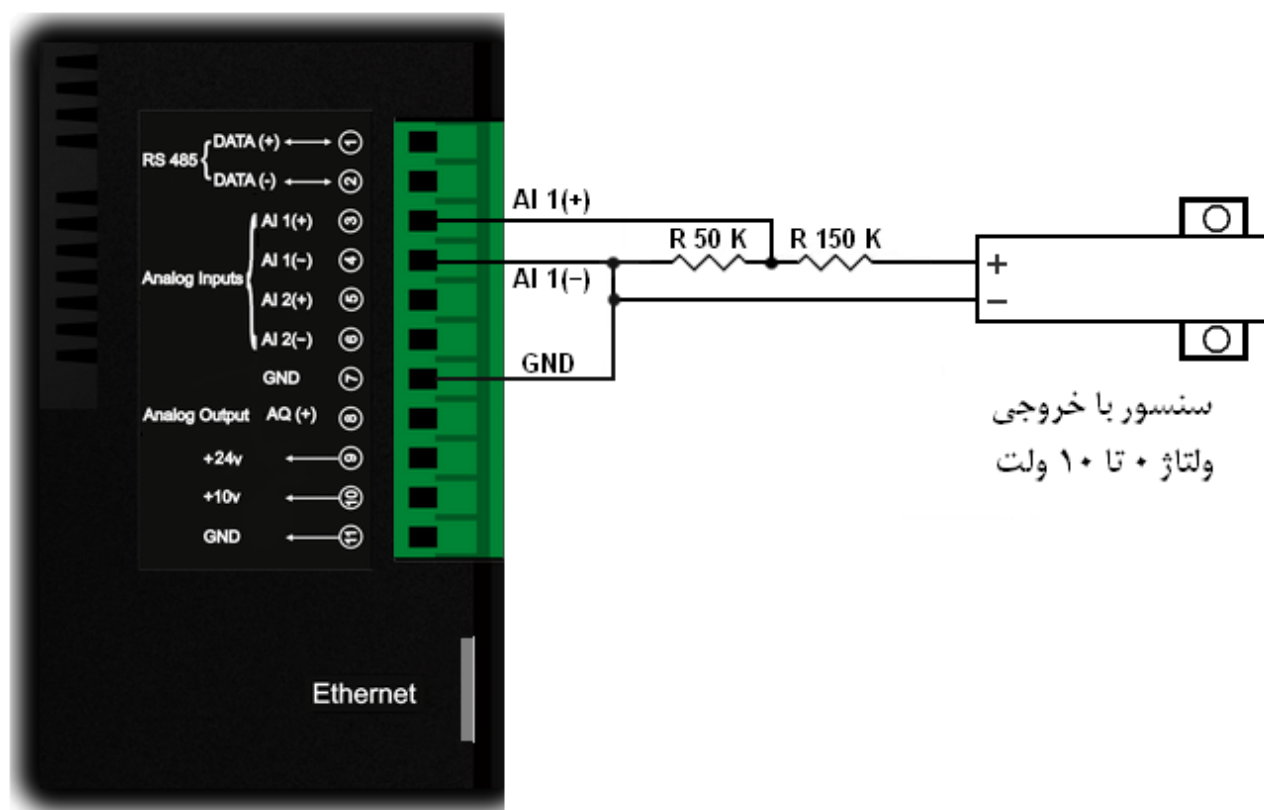 RS 485
DATA (+) 1
DATA (-) 2
Analog Inputs
AI 1(+) 3
AI 1(-) 4
AI 2(+) 5
AI 2(-) 6
GND 7
Analog Output AQ (+) 8
+24v 9
+10v 10
GND 11
Ethernet
AI 1(+)
R 50 K R 150 K
AI 1(-)
GND
+
-
سنسور با خروجی
ولتاژ ۰ تا ۱۰ ولت